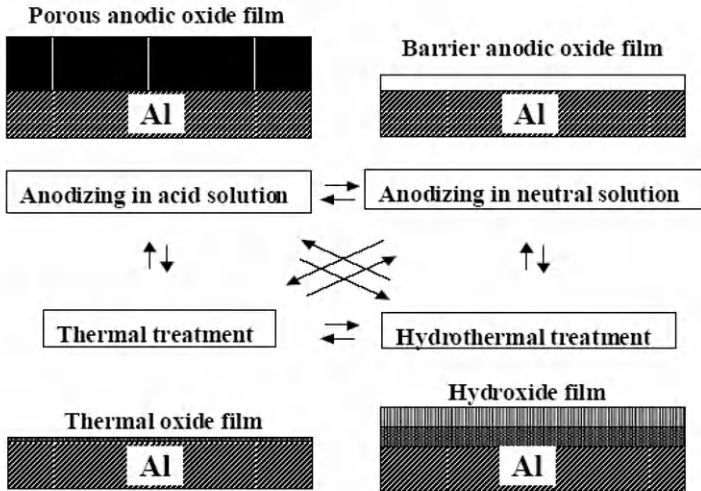 Porous anodic oxide film
Barrier anodic oxide film
Al
Al
Anodizing in acid solution
Anodizing in neutral solution
Thermal treatment
Hydrothermal treatment
Thermal oxide film
Hydroxide film
Al
Al